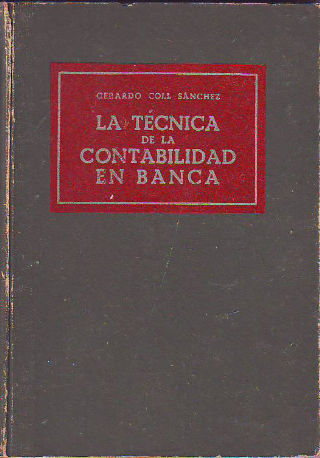 GERARDO COLL SÁNCHEZ
LA TÉCNICA
DE LA
CONTABILIDAD
EN BANCA